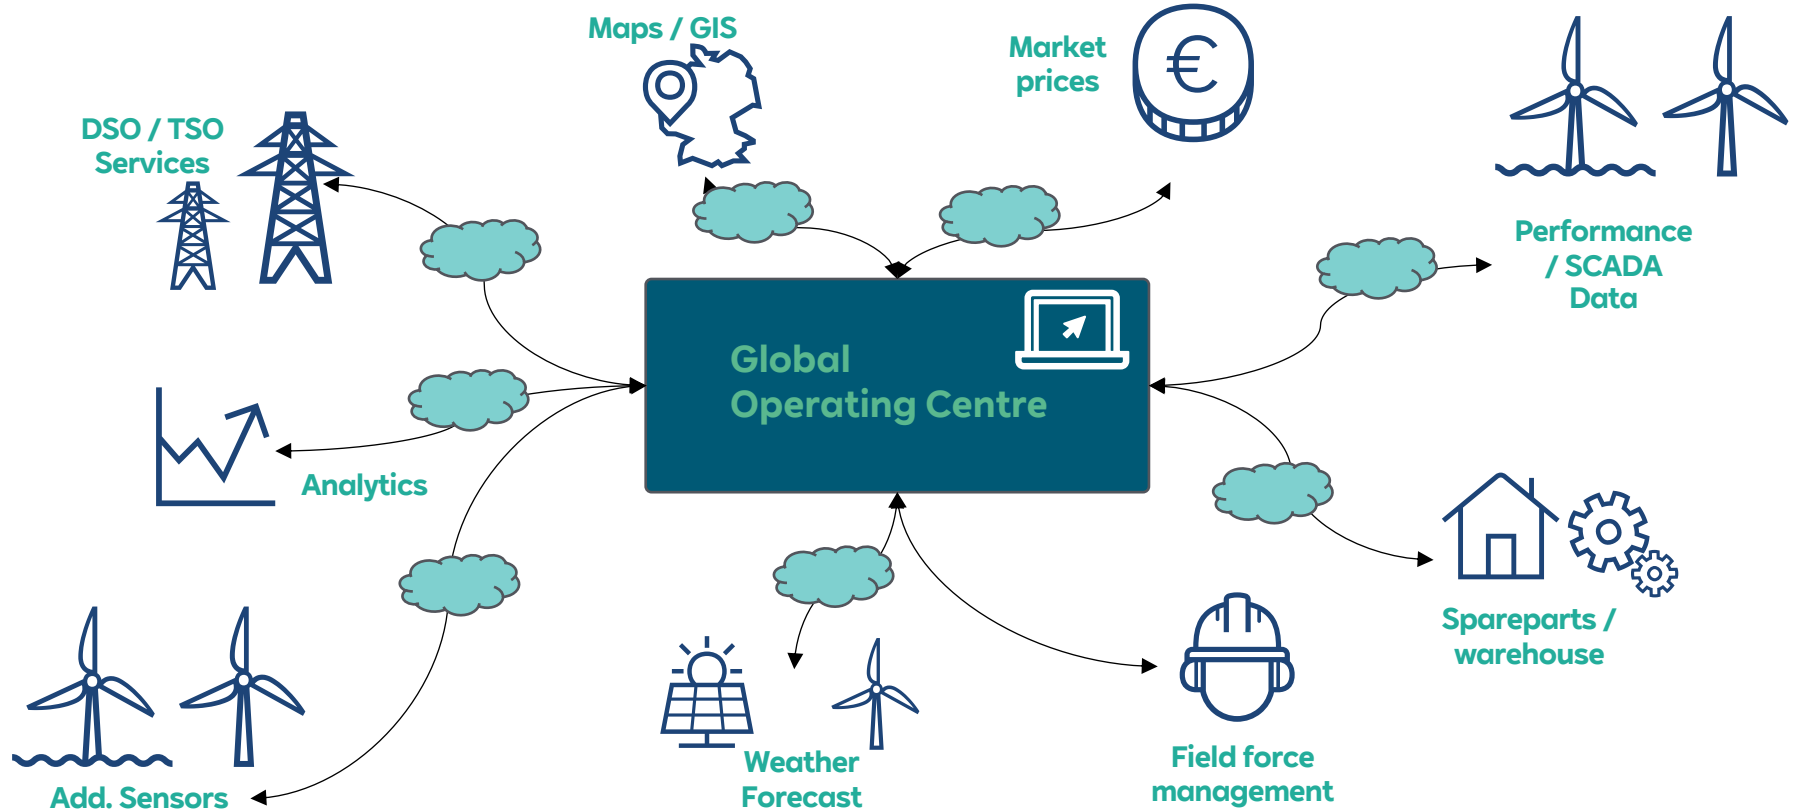 Maps / GIS
Market
prices
DSO / TSO
Services
€
Performance
/ SCADA
Data
Global
Operating Centre
Analytics
Spareparts /
warehouse
Weather
Forecast
Field force
management
Add. Sensors